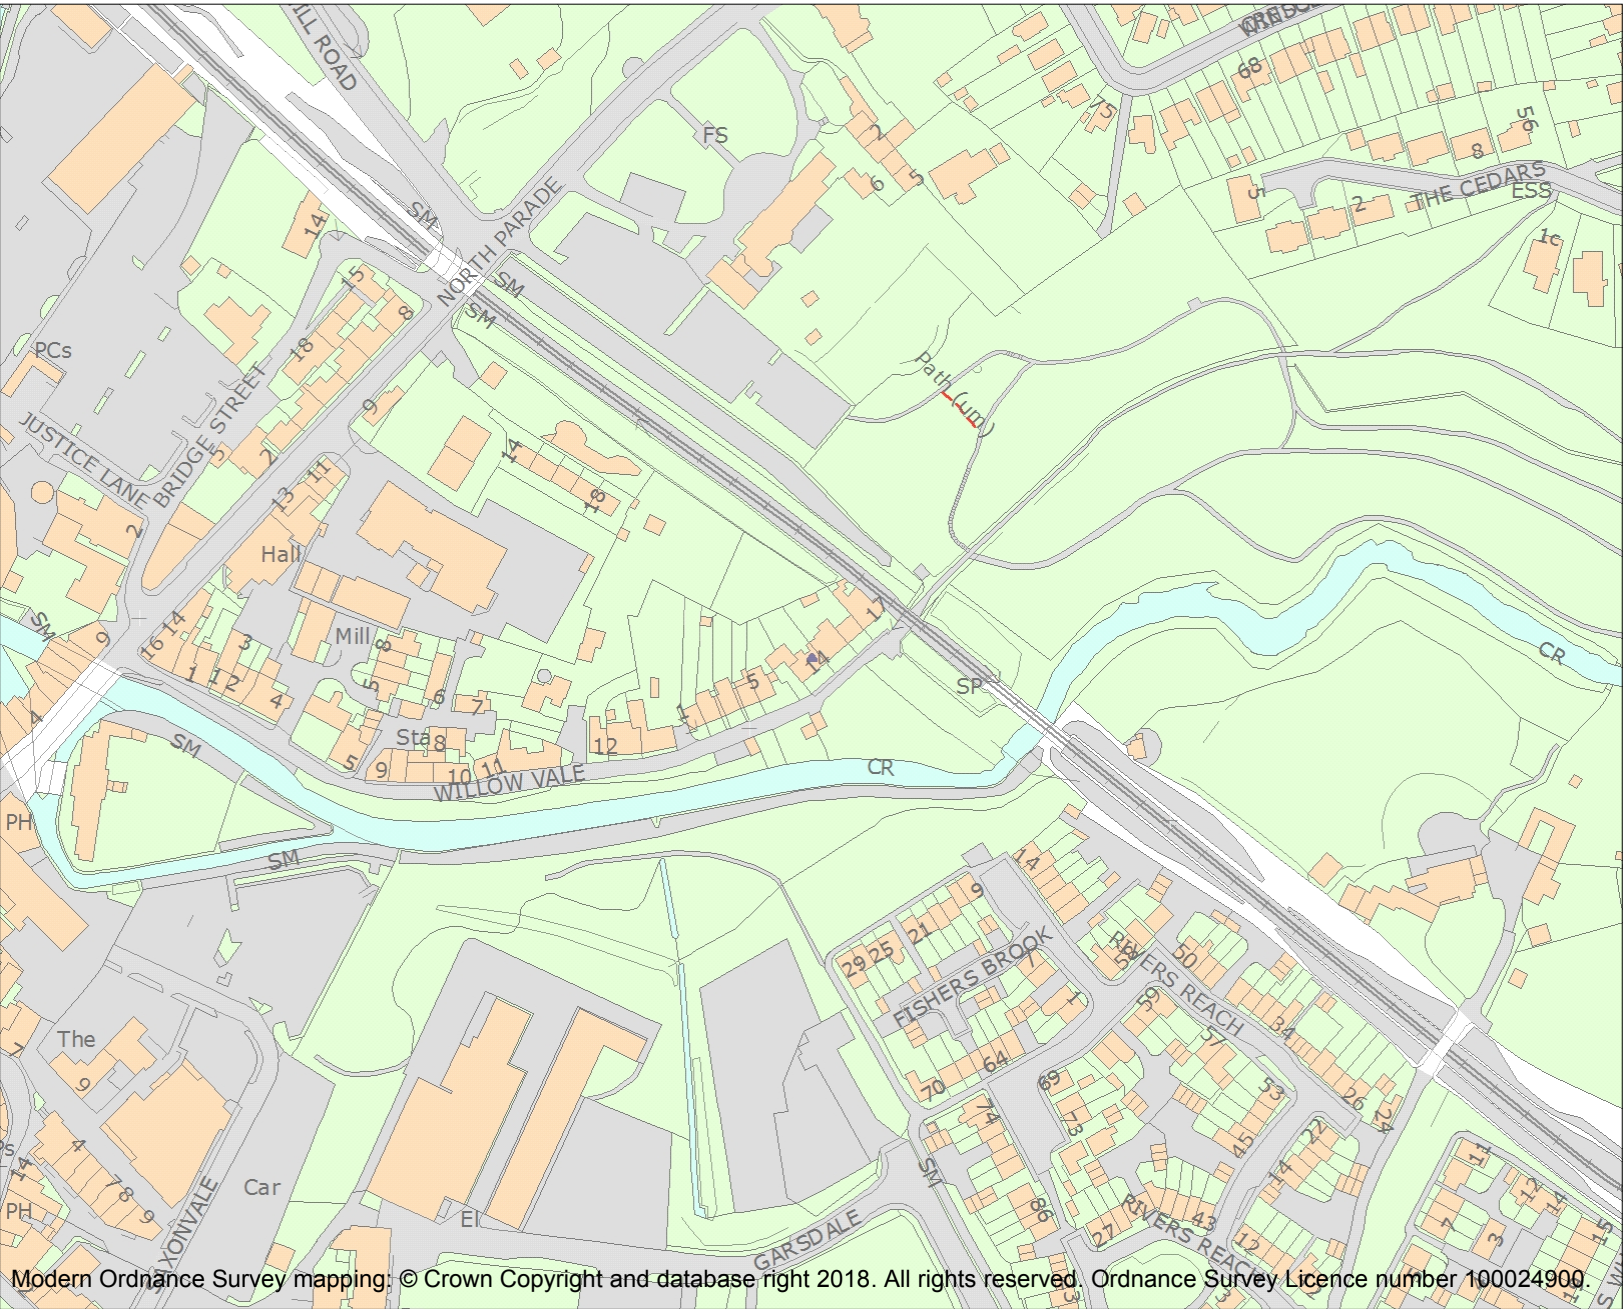 HILL ROAD
CRESC
68
75
56
FS
2
5
6
8
THE CEDARS
ESS
5
2
1c
SM
14
NORTH PARADE
SM
SM
15
8
18
PCs
Path (um)
BRIDGE STREET
JUSTICE LANE
9
5
2
14
18
11
13
2
Hall
17
SM
9
16
14
3
Mill
8
1
1
2
4
5
6
7
14
5
1
SP
CR
4
SM
Sta
8
12
5
9
10
11
WILLOW VALE
CR
PH
SM
14
9
21
25
29
FISHERS BROOK
7
1
58
RIVERS REACH
50
59
57
34
The
9
7
64
70
69
74
73
53
26
24
22
45
14
4
7
8
9
14
PH
Car
SAXONVALE
El
SM
GARSDALE
86
27
RIVERS REACH
43
12
11
12
14
15
7
3
Modern Ordnance Survey mapping: © Crown Copyright and database right 2018. All rights reserved. Ordnance Survey Licence number 100024900.